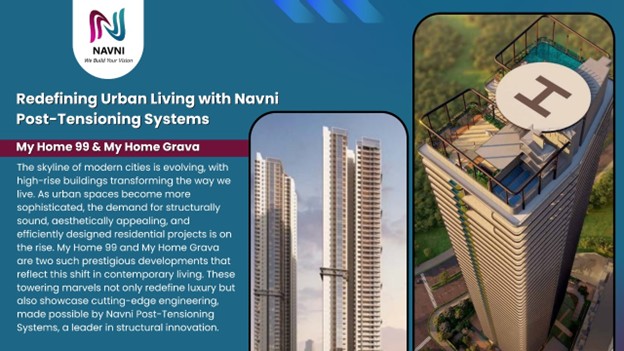 NAVNI
We Build Your Vision
Redefining Urban Living with Navni
Post-Tensioning Systems
My Home 99 & My Home Grava
The skyline of modern cities is evolving, with
high-rise buildings transforming the way we
live. As urban spaces become more
sophisticated, the demand for structurally
sound, aesthetically appealing, and
efficiently designed residential projects is on
the rise. My Home 99 and My Home Grava
are two such prestigious developments that
reflect this shift in contemporary living. These
towering marvels not only redefine luxury but
also showcase cutting-edge engineering,
made possible by Navni Post-Tensioning
Systems, a leader in structural innovation.
H